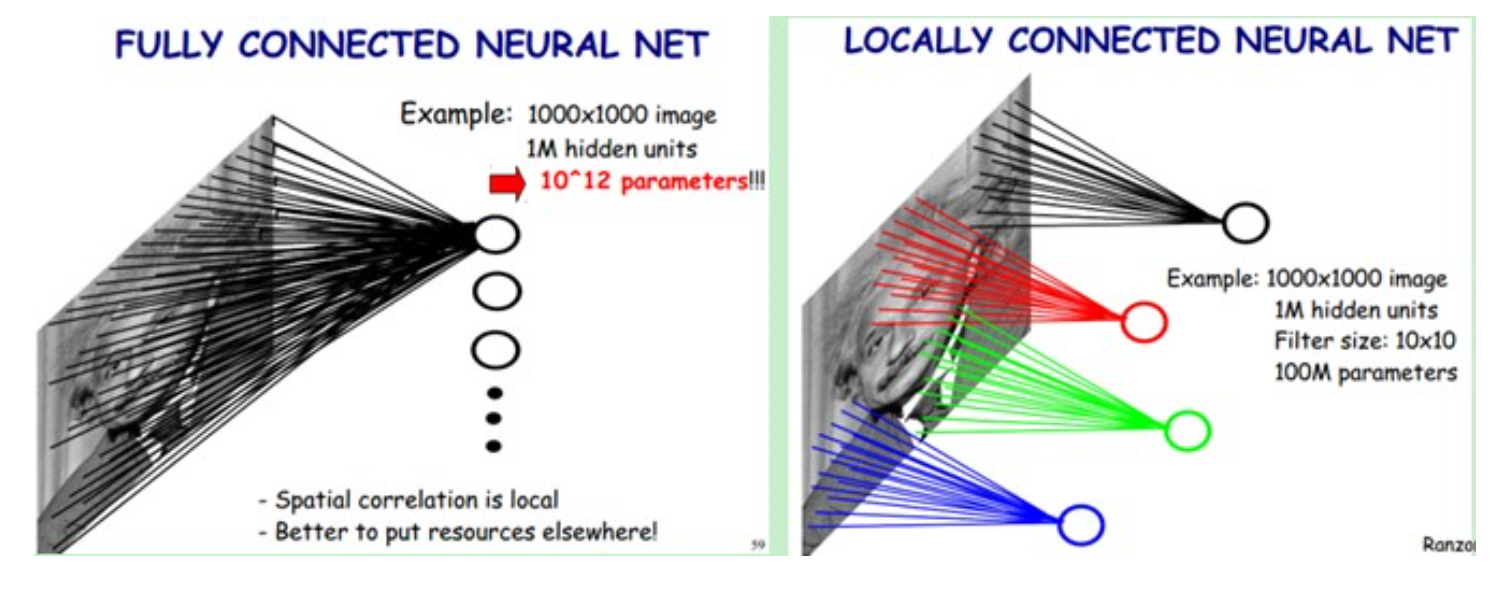 FULLY CONNECTED NEURAL NET
Example: 1000x1000 image
1M hidden units
10^12 parameters!!!
- Spatial correlation is local
- Better to put resources elsewhere!
59
LOCALLY CONNECTED NEURAL NET
Example: 1000x1000 image
1M hidden units
Filter size: 10x10
100M parameters